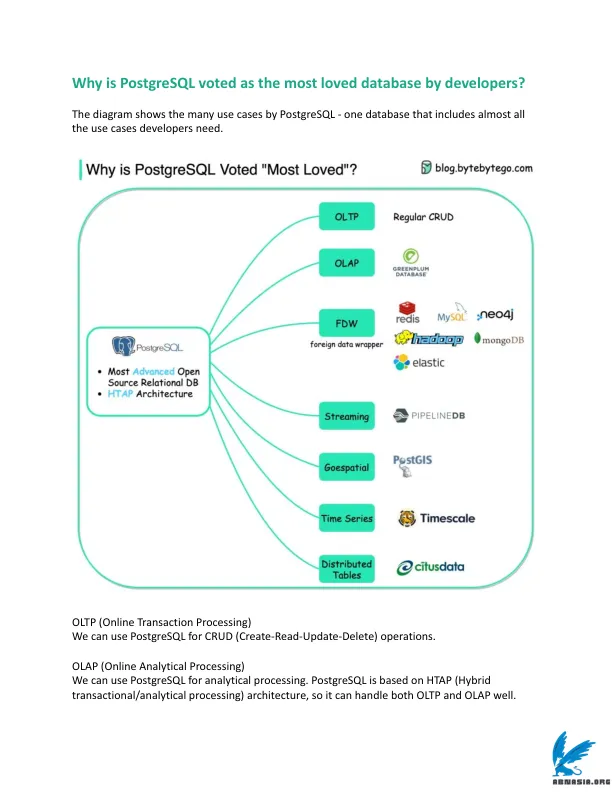 Why is PostgreSQL voted as the most loved database by developers?
The diagram shows the many use cases by PostgreSQL - one database that includes almost all
the use cases developers need.
Why is PostgreSQL Voted "Most Loved"?
blog.bytebytego.com
PostgreSQL
• Most Advanced Open
Source Relational DB
• HTAP Architecture
OLTP
Regular CRUD
OLAP
GREENPLUM
DATABASE
FDW
foreign data wrapper
redis
MySQL
neo4j
hadoop
mongoDB
elastic
Streaming
PIPELINEDB
Goespatial
PostGIS
Time Series
Timescale
Distributed
Tables
citusdata
OLTP (Online Transaction Processing)
We can use PostgreSQL for CRUD (Create-Read-Update-Delete) operations.
OLAP (Online Analytical Processing)
We can use PostgreSQL for analytical processing. PostgreSQL is based on HTAP (Hybrid
transactional/analytical processing) architecture, so it can handle both OLTP and OLAP well.
ABNASIA.ORG